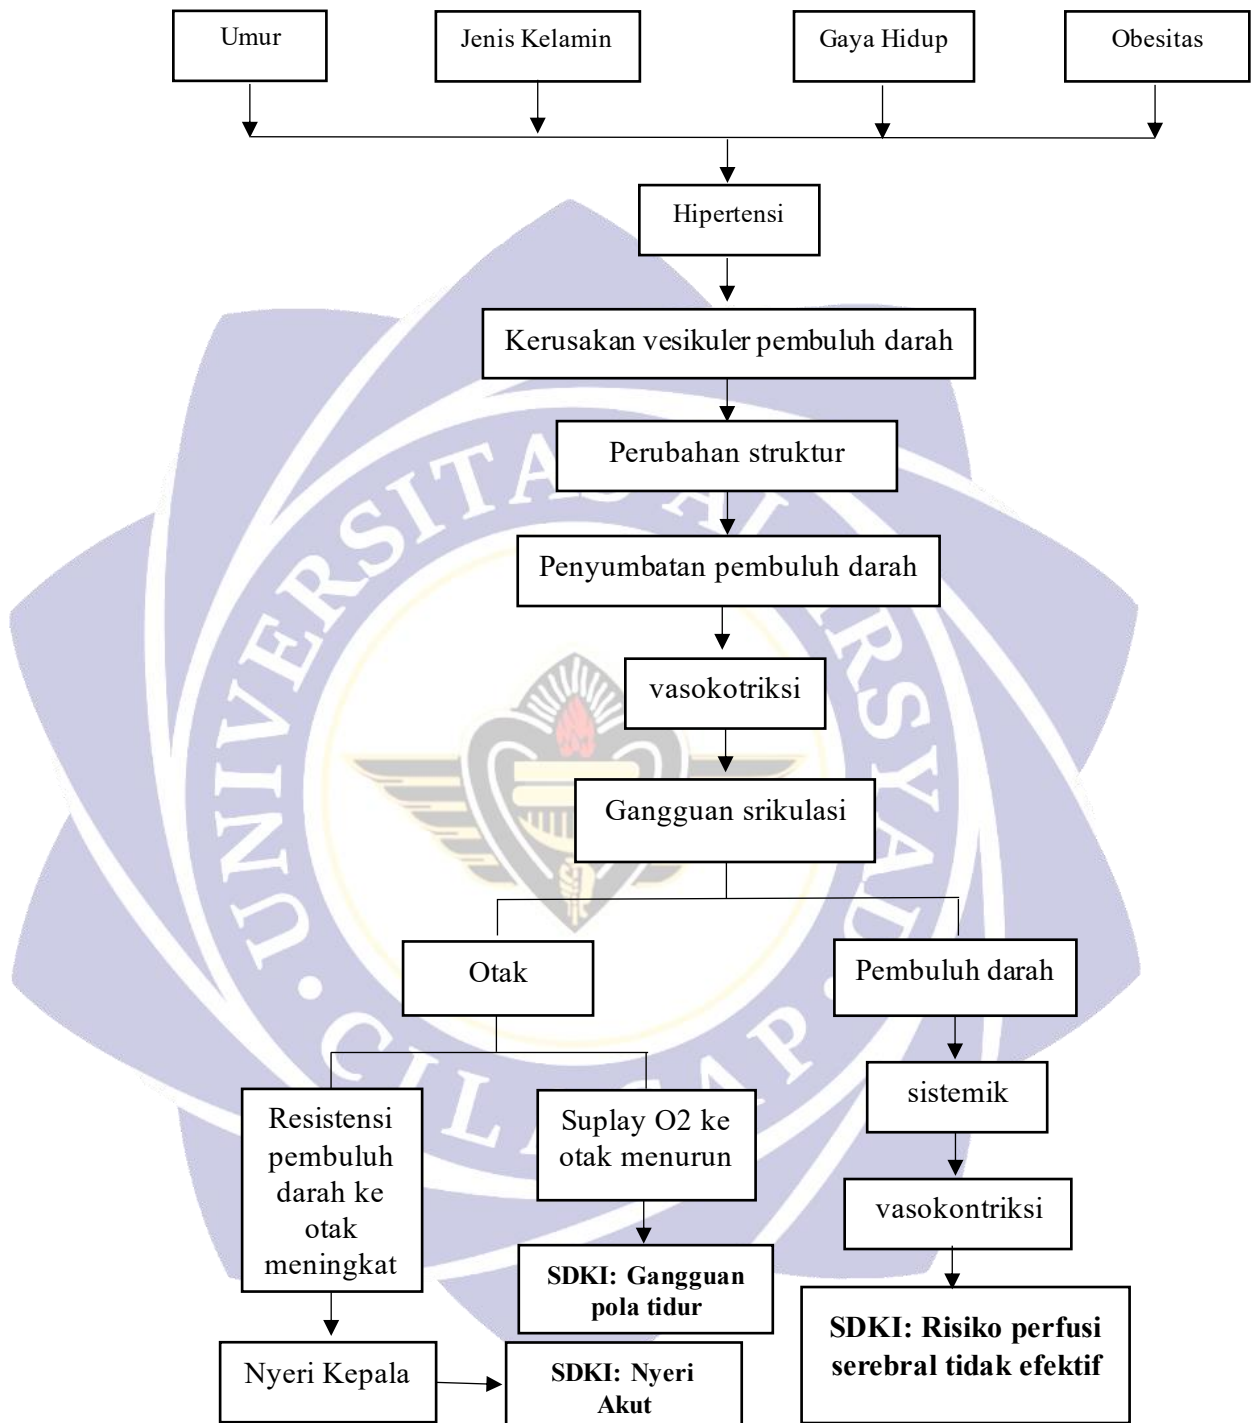 Umur
Jenis Kelamin
Gaya Hidup
Obesitas
Hipertensi
Kerusakan vesikuler pembuluh darah
Perubahan struktur
Penyumbatan pembuluh darah
vasokotriksi
Gangguan srikulasi
Otak
Pembuluh darah
Resistensi
pembuluh
darah ke
otak
meningkat
Suplay O2 ke
otak menurun
sistemik
vasokontriksi
SDKI: Gangguan
pola tidur
SDKI: Risiko perfusi
serebral tidak efektif
Nyeri Kepala
SDKI: Nyeri
Akut
UNIVERSITAS AL IRSYAD